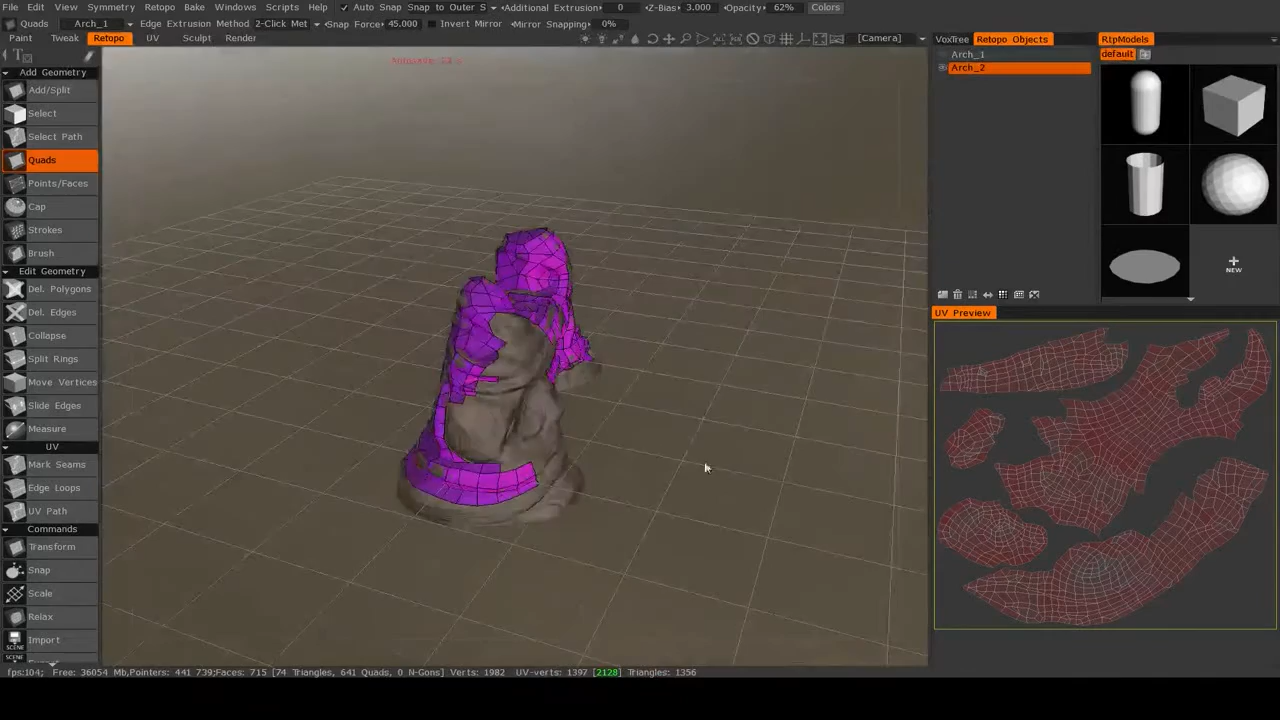 File Edit View Symmetry Retopo Bake Windows Scripts Help Auto Snap Snap to Outer S Additional Extrusion 0 Z-Bias 3.000 Opacity 62% Colors
Quads Arch_1 Edge Extrusion Method 2-Click Met Snap Force 45.000 Invert Mirror Mirror Snapping 0%
Paint Tweak Retopo UV Sculpt Render [Camera] VoxTree Retopo Objects RtpModels
default
Arch_1
Arch_2
Add Geometry
Add/Split
Select
Select Path
Quads
Points/Faces
Cap
Strokes
Brush
NEW
Edit Geometry
Del. Polygons
Del. Edges
UV Preview
Collapse
Split Rings
Move Vertices
Slide Edges
Measure
UV
Mark Seams
Edge Loops
UV Path
Commands
Transform
Snap
Scale
Relax
Import
SCENE
SCENE
fps:104; Free: 36054 Mb,Pointers: 441 739;Faces: 715 [74 Triangles, 641 Quads, 0 N-Gons] Verts: 1982 UV-verts: 1397 [2128] Triangles: 1356